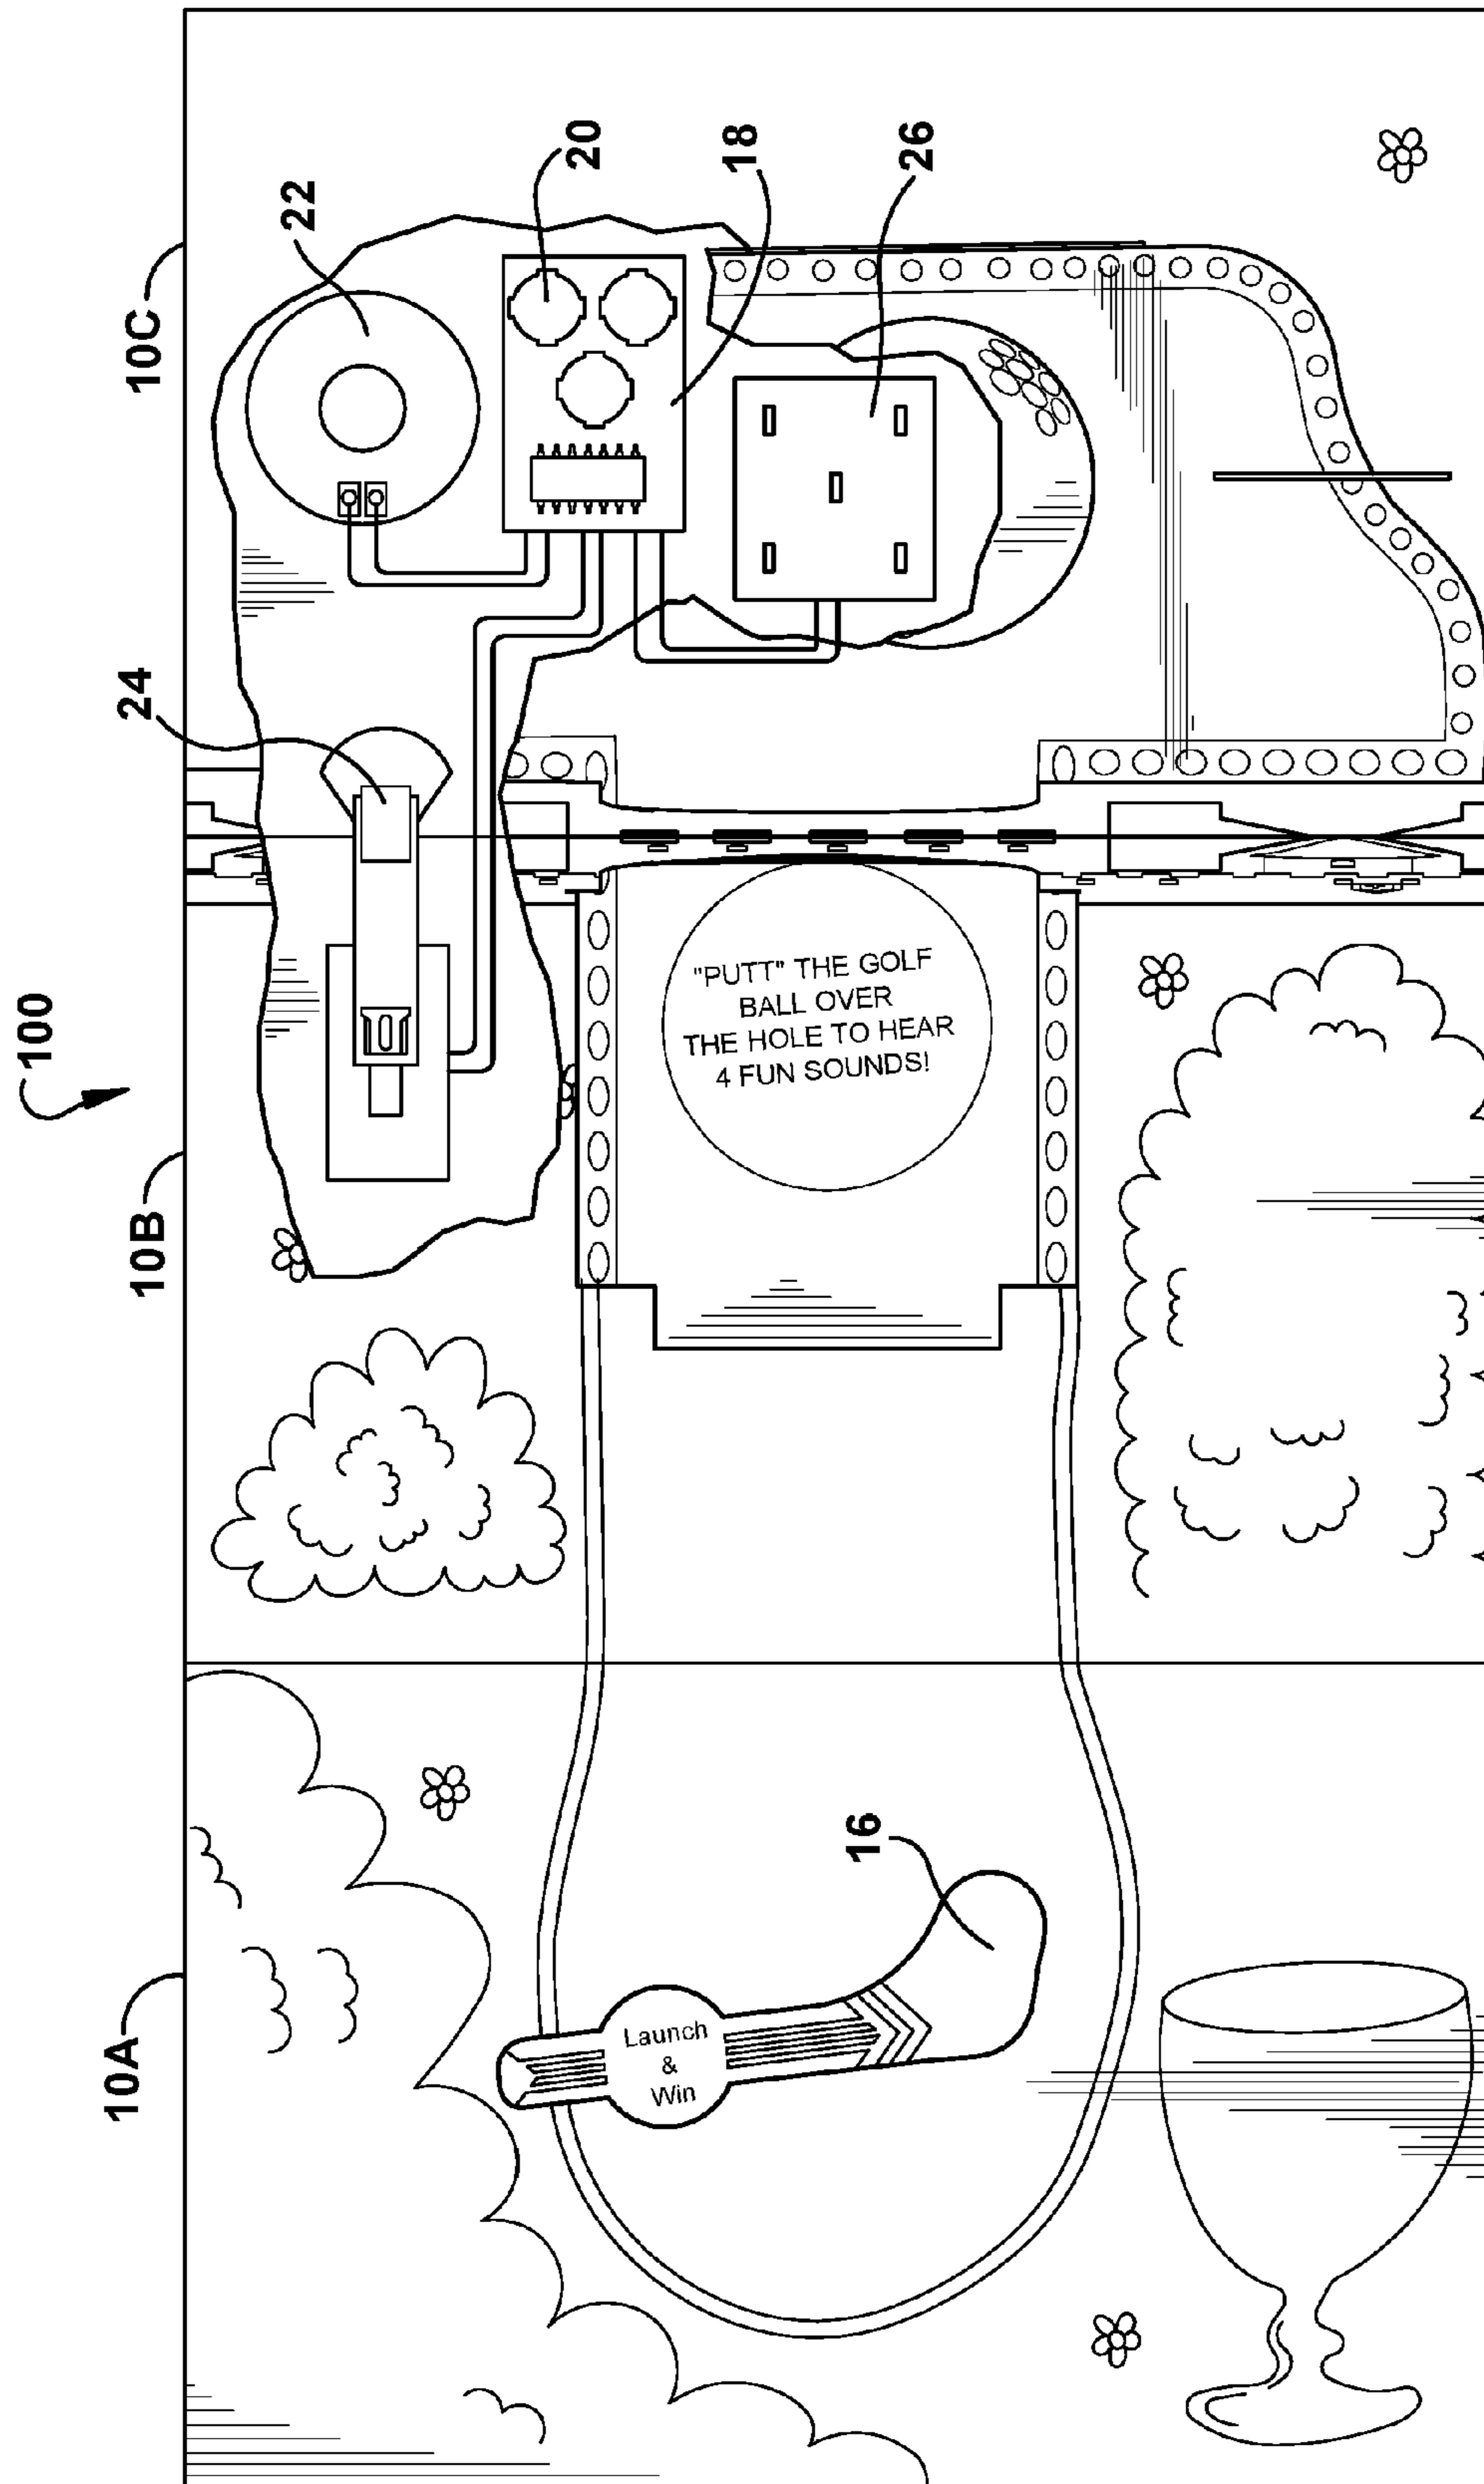 10C
22
20
18
26
24
100
10B
"PUTT" THE GOLF
BALL OVER
THE HOLE TO HEAR
4 FUN SOUNDS!
10A
16
Launch
&
Win